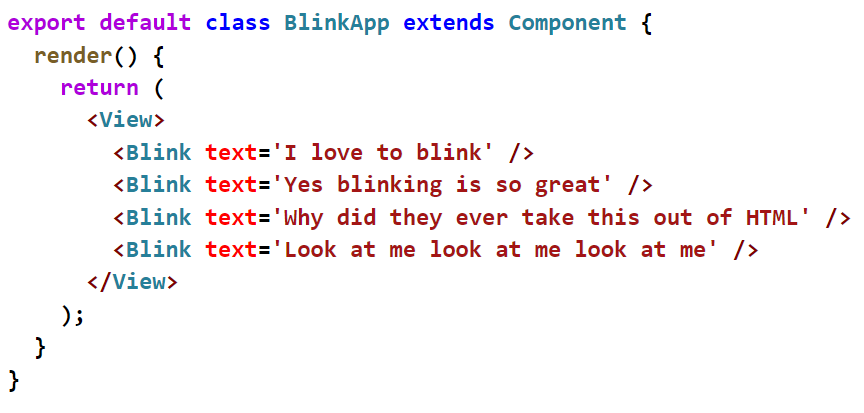 export default class BlinkApp extends Component {
  render() {
    return (
      <View>
        <Blink text='I love to blink' />
        <Blink text='Yes blinking is so great' />
        <Blink text='Why did they ever take this out of HTML' />
        <Blink text='Look at me look at me look at me' />
      </View>
    );
  }
}